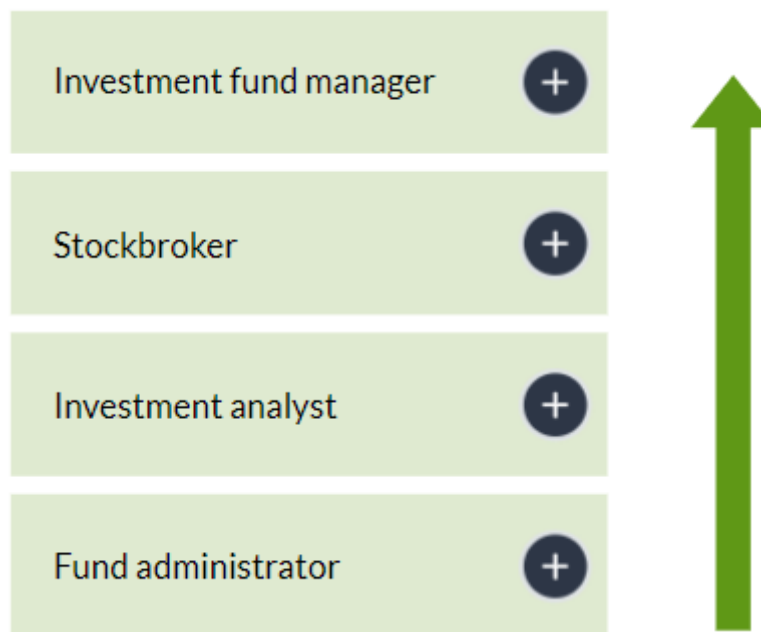 Investment fund manager
Stockbroker
Investment analyst
Fund administrator